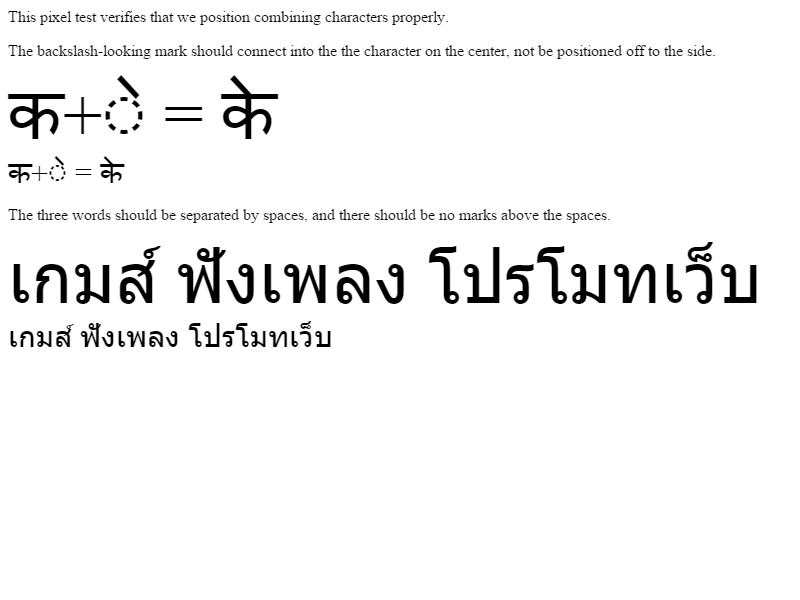 This pixel test verifies that we position combining characters properly.
The backslash-looking mark should connect into the the character on the center, not be positioned off to the side.
क+◌े = के
क+◌े = के
The three words should be separated by spaces, and there should be no marks above the spaces.
เกมส์ ฟังเพลง โปรโมทเว็บ
เกมส์ ฟังเพลง โปรโมทเว็บ